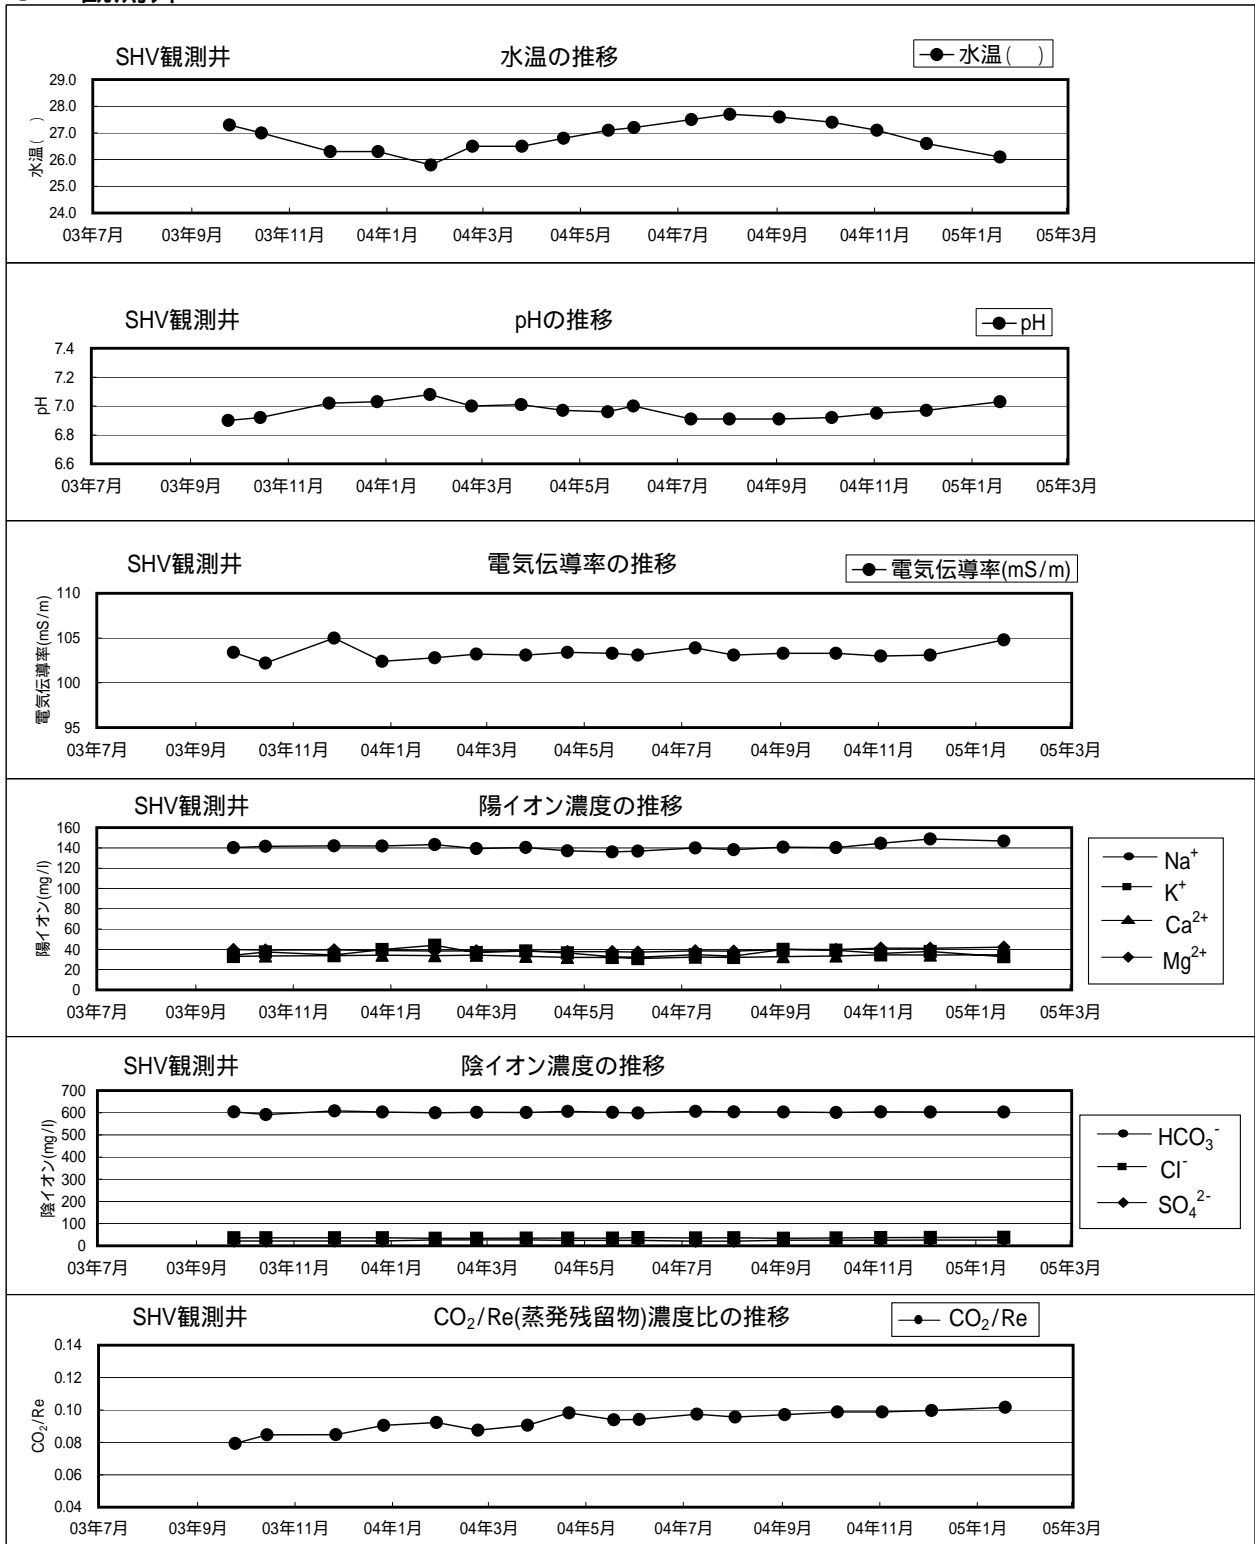 SHV観測井 水温の推移 水温( )
29.0
28.0
27.0
26.0
25.0
24.0
水温( )
03年7月 03年9月 03年11月 04年1月 04年3月 04年5月 04年7月 04年9月 04年11月 05年1月 05年3月
SHV観測井 pHの推移 pH
7.4
7.2
7.0
6.8
6.6
pH
03年7月 03年9月 03年11月 04年1月 04年3月 04年5月 04年7月 04年9月 04年11月 05年1月 05年3月
SHV観測井 電気伝導率の推移 電気伝導率(mS/m)
110
105
100
95
電気伝導率(mS/m)
03年7月 03年9月 03年11月 04年1月 04年3月 04年5月 04年7月 04年9月 04年11月 05年1月 05年3月
SHV観測井 陽イオン濃度の推移
160
140
120
100
80
60
40
20
0
陽イオン(mg/l)
Na⁺
K⁺
Ca²⁺
Mg²⁺
03年7月 03年9月 03年11月 04年1月 04年3月 04年5月 04年7月 04年9月 04年11月 05年1月 05年3月
SHV観測井 陰イオン濃度の推移
700
600
500
400
300
200
100
0
陰イオン(mg/l)
HCO₃⁻
Cl⁻
SO₄²⁻
03年7月 03年9月 03年11月 04年1月 04年3月 04年5月 04年7月 04年9月 04年11月 05年1月 05年3月
SHV観測井 CO₂/Re(蒸発残留物)濃度比の推移 CO₂/Re
0.14
0.12
0.10
0.08
0.06
0.04
CO₂/Re
03年7月 03年9月 03年11月 04年1月 04年3月 04年5月 04年7月 04年9月 04年11月 05年1月 05年3月